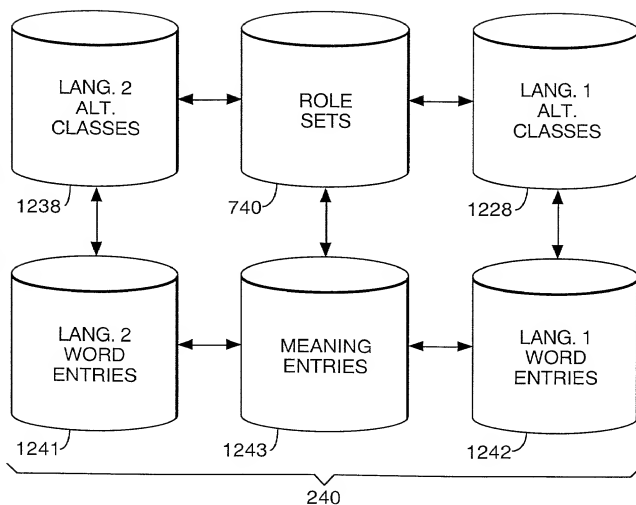 LANG. 2
ALT.
CLASSES
ROLE
SETS
LANG. 1
ALT.
CLASSES
1238
740
1228
LANG. 2
WORD
ENTRIES
MEANING
ENTRIES
LANG. 1
WORD
ENTRIES
1241
1243
1242
240